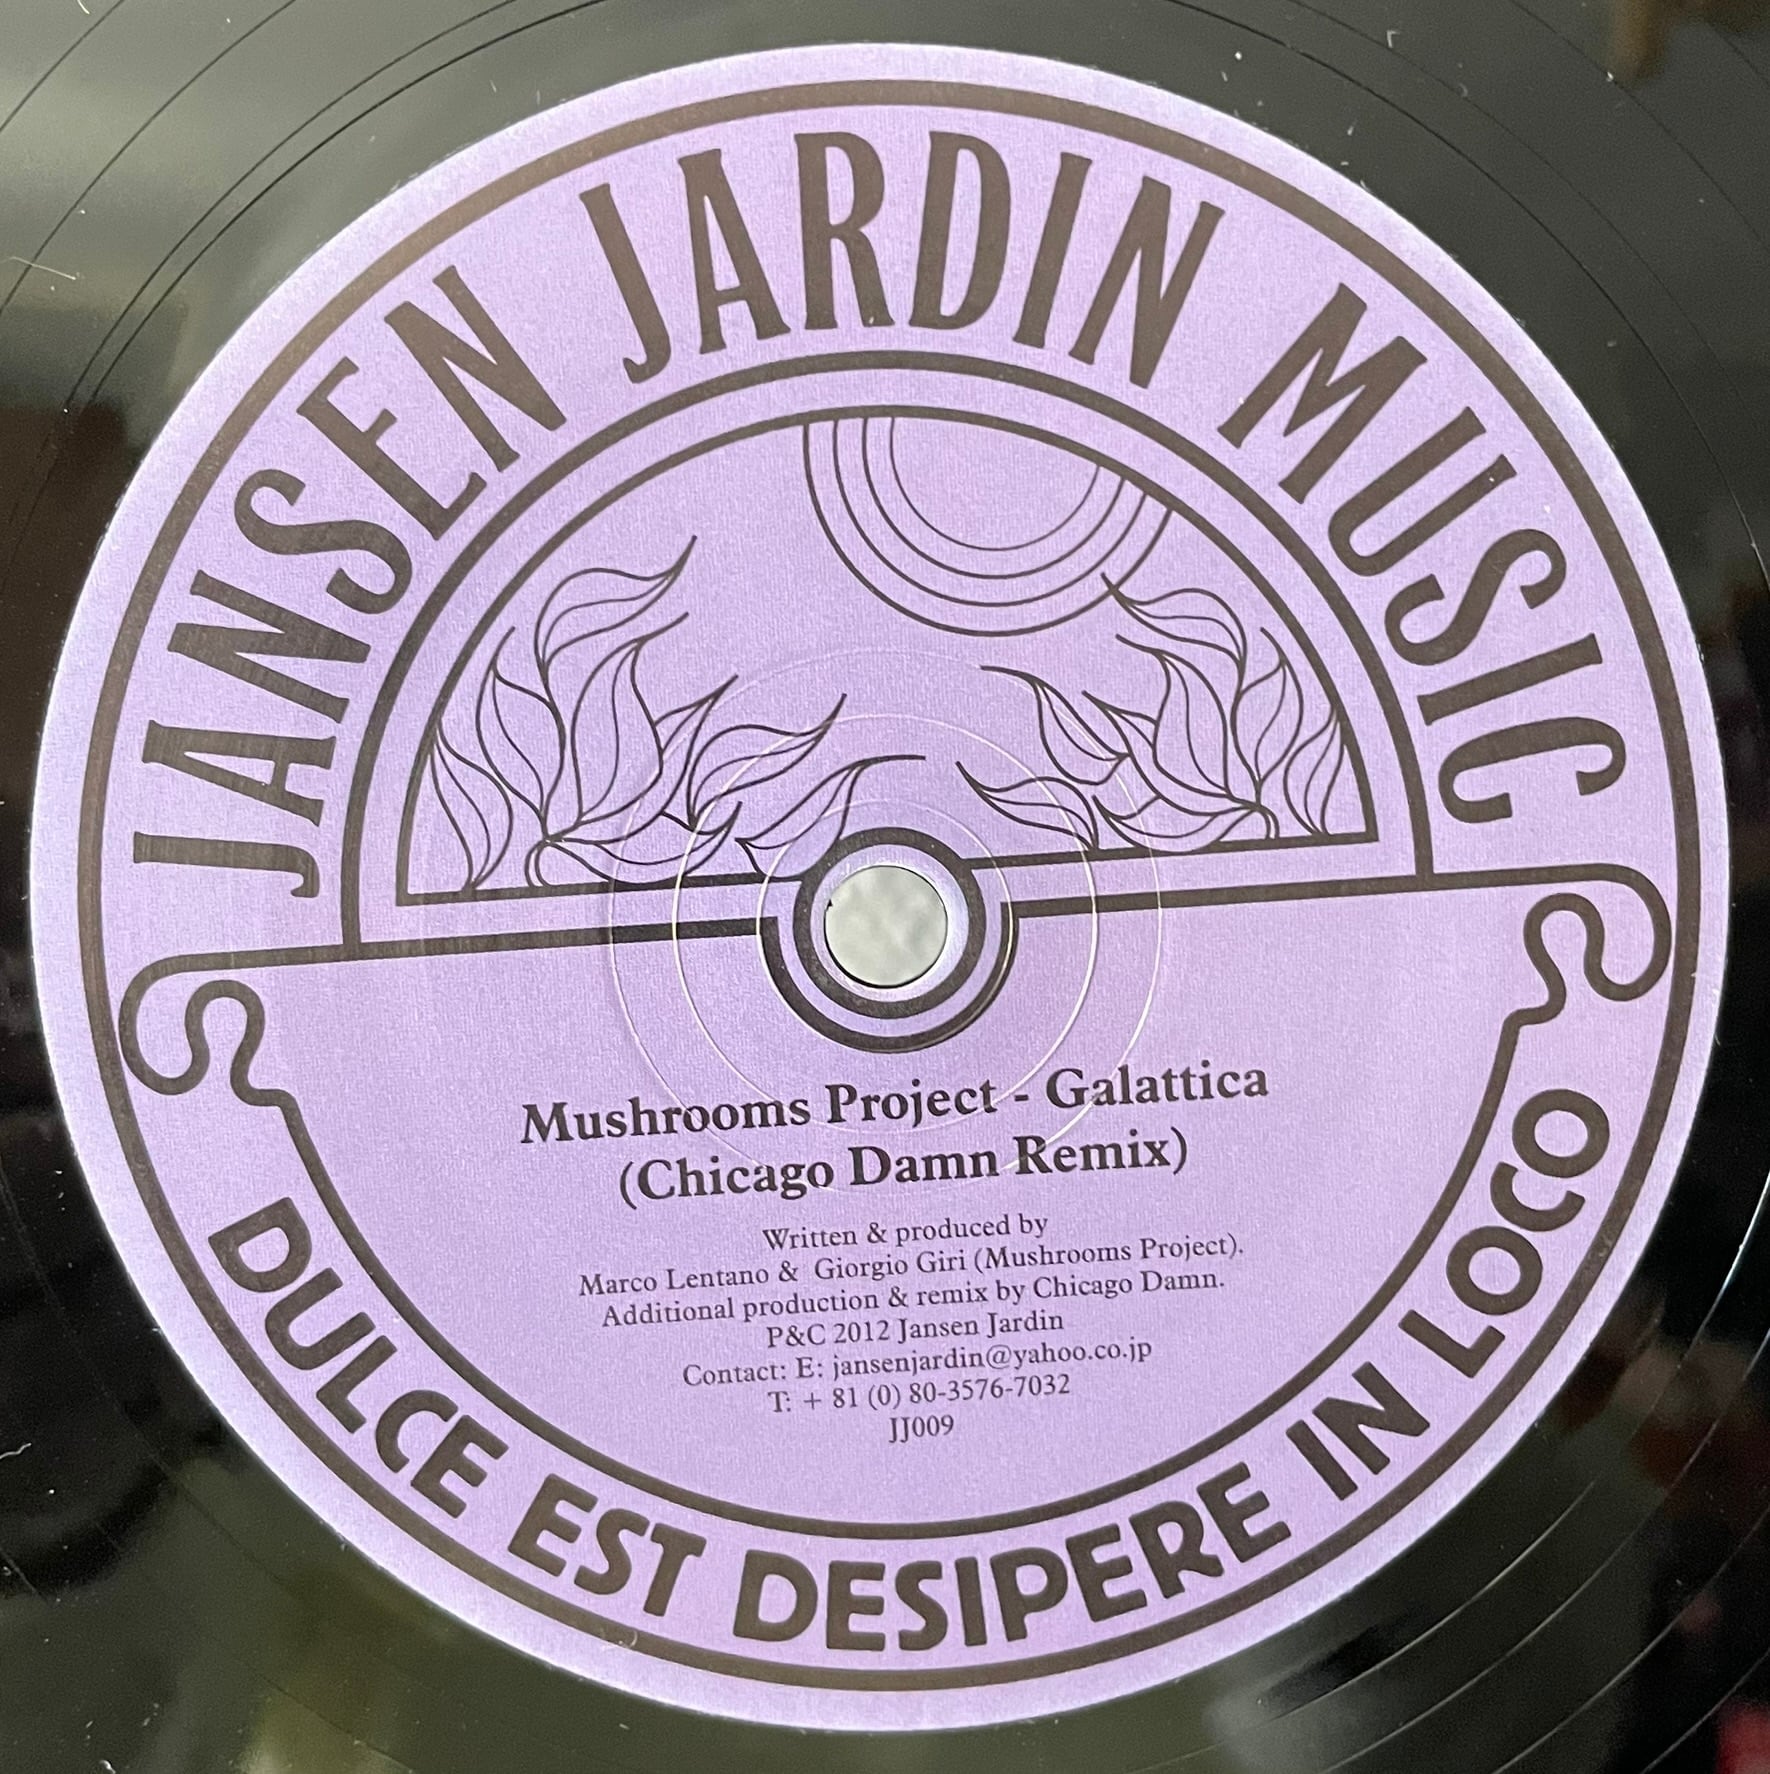 JANSEN JARDIN MUSIC
Mushrooms Project - Galattica
(Chicago Damn Remix)
Written & produced by
Marco Lentano & Giorgio Giri (Mushrooms Project).
Additional production & remix by Chicago Damn.
P&C 2012 Jansen Jardin
Contact: E: jansenjardin@yahoo.co.jp
T: + 81 (0) 80-3576-7032
JJ009
DULCE EST DESIPERE IN LOCO